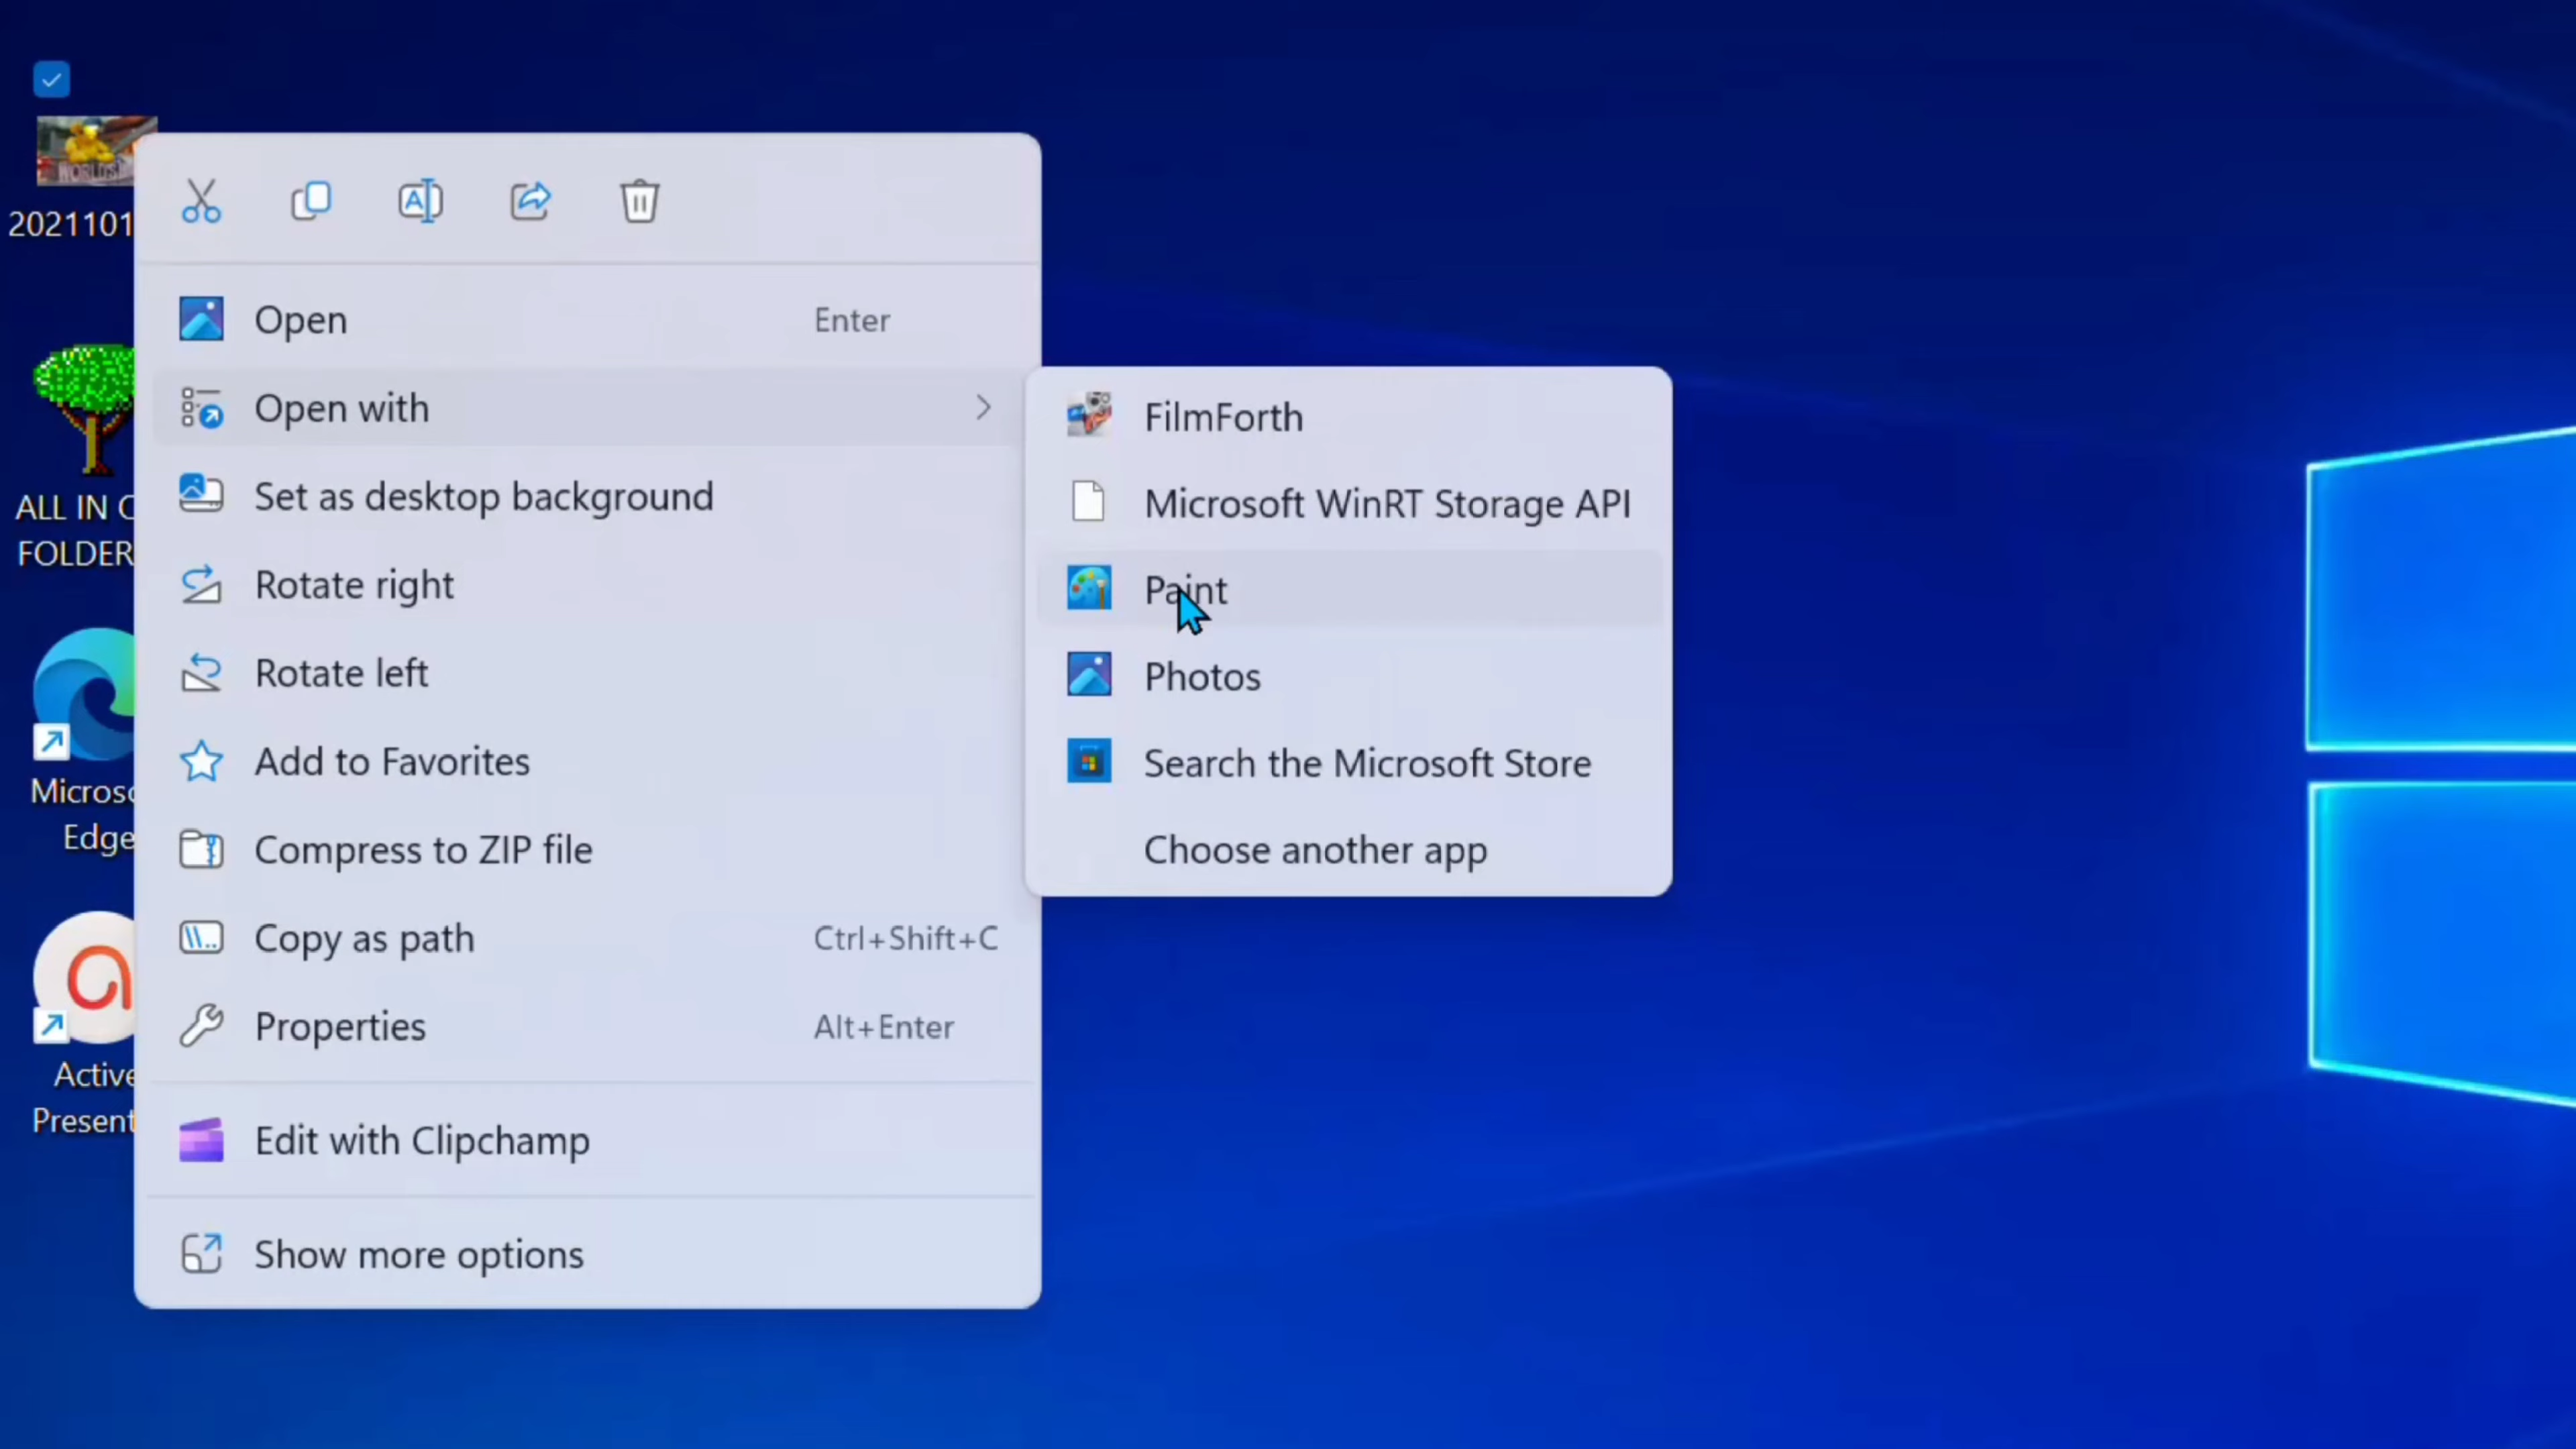 2021101
ALL IN
FOLDER
Edge
Active
Present
Open Enter
Open with
Set as desktop background
Rotate right
Rotate left
Add to Favorites
Compress to ZIP file
Copy as path Ctrl+Shift+C
Properties Alt+Enter
Edit with Clipchamp
Show more options
FilmForth
Microsoft WinRT Storage API
Paint
Photos
Search the Microsoft Store
Choose another app